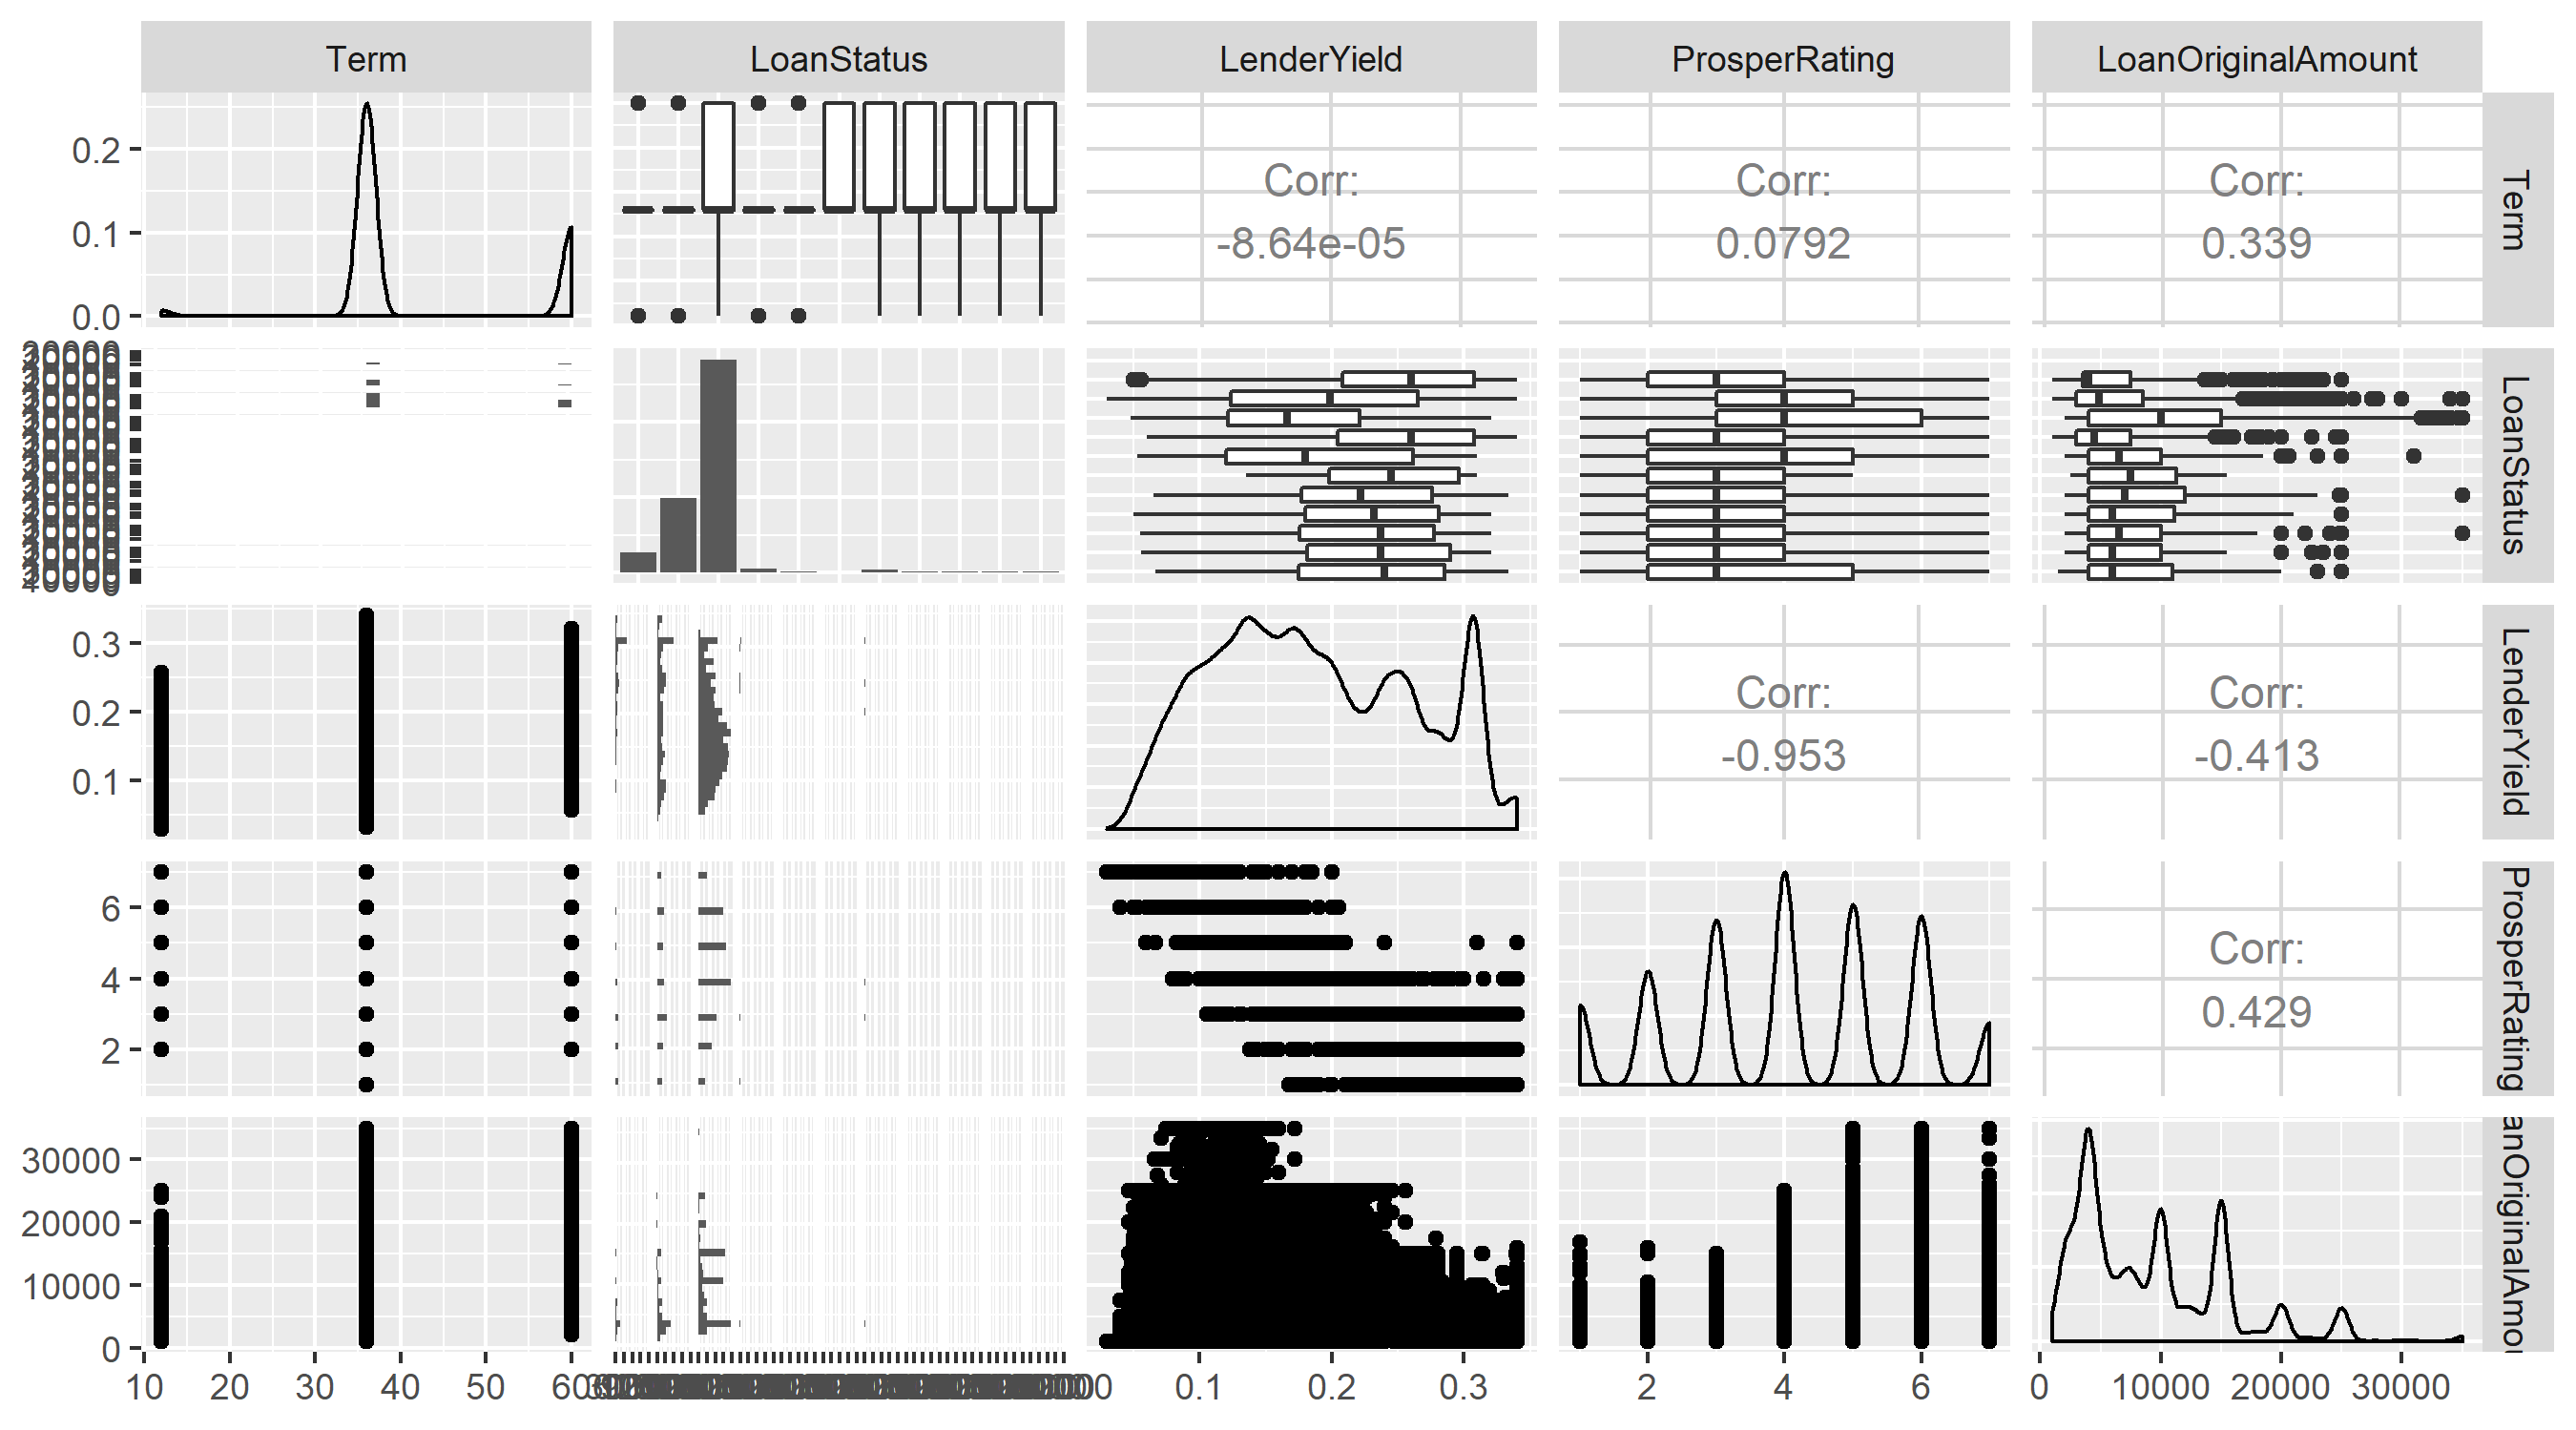 Term
LoanStatus
LenderYield
ProsperRating
LoanOriginalAmount
0.2
0.1
0.0
Corr:
-8.64e-05
Corr:
0.0792
Corr:
0.339
Term
LoanStatus
0.3
0.2
0.1
Corr:
-0.953
Corr:
-0.413
LenderYield
6
4
2
Corr:
0.429
ProsperRating
30000
20000
10000
0
anOriginalAmo
10 20 30 40 50 60
0.1 0.2 0.3
2 4 6
0 10000 20000 30000